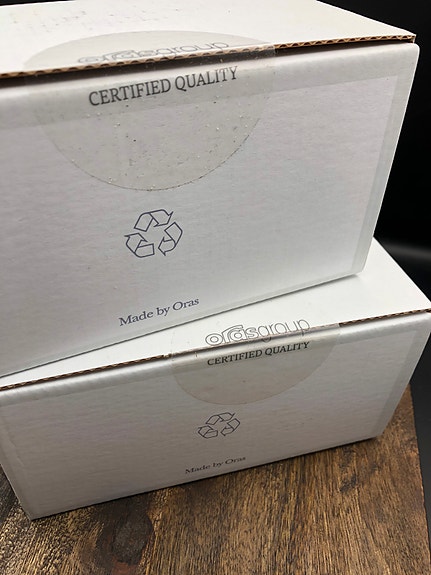 orasgroup
CERTIFIED QUALITY
Made by Oras
orasgroup
CERTIFIED QUALITY
Made by Oras